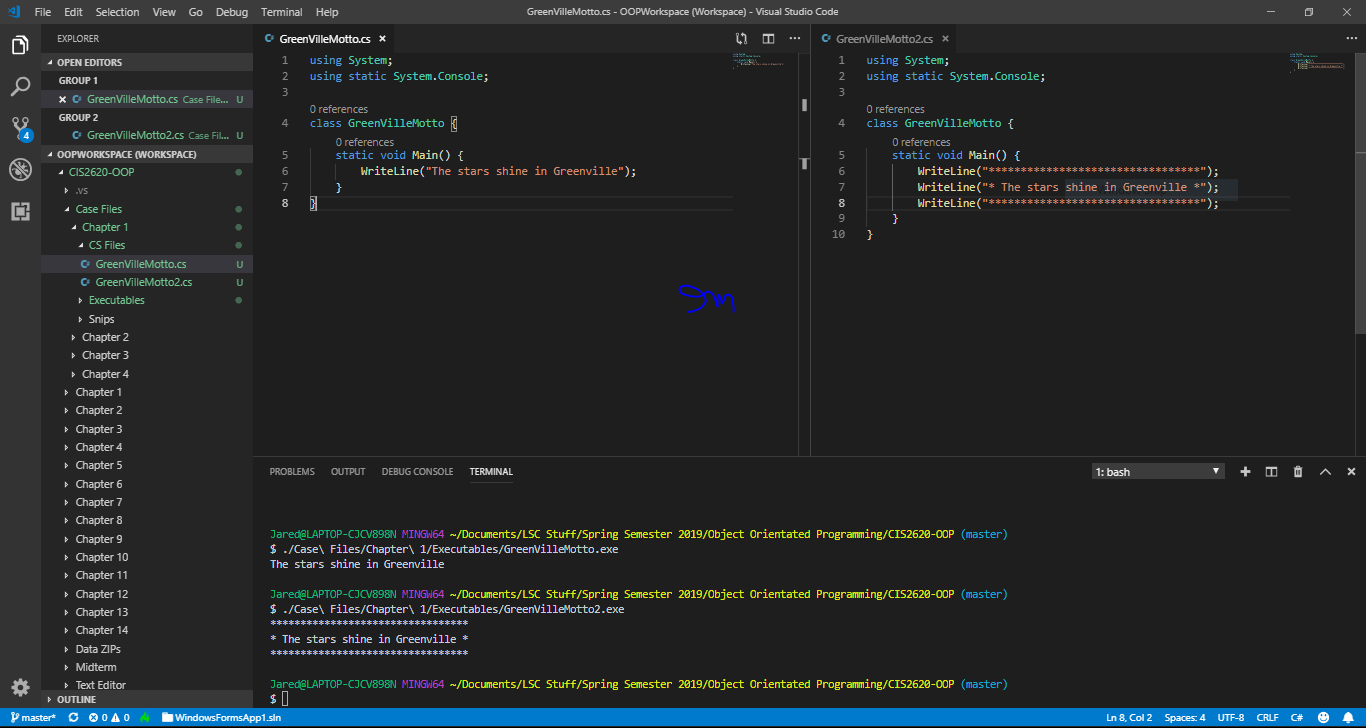 File Edit Selection View Go Debug Terminal Help
GreenVilleMotto.cs - OOPWorkspace (Workspace) - Visual Studio Code
EXPLORER
OPEN EDITORS
GROUP 1
GreenVilleMotto.cs Case File... U
GROUP 2
GreenVilleMotto2.cs Case Fil... U
OOPWORKSPACE (WORKSPACE)
CIS2620-OOP
.vs
Case Files
Chapter 1
CS Files
GreenVilleMotto.cs U
GreenVilleMotto2.cs U
Executables
Snips
Chapter 2
Chapter 3
Chapter 4
Chapter 1
Chapter 2
Chapter 3
Chapter 4
Chapter 5
Chapter 6
Chapter 7
Chapter 8
Chapter 9
Chapter 10
Chapter 11
Chapter 12
Chapter 13
Chapter 14
Data ZIPs
Midterm
Text Editor
OUTLINE
4
GreenVilleMotto.cs
1 using System;
2 using static System.Console;
3
0 references
4 class GreenVilleMotto {
0 references
5 static void Main() {
6 WriteLine("The stars shine in Greenville");
7 }
8 }
GreenVilleMotto2.cs
1 using System;
2 using static System.Console;
3
0 references
4 class GreenVilleMotto {
0 references
5 static void Main() {
6 WriteLine("*********************************");
7 WriteLine("* The stars shine in Greenville *");
8 WriteLine("*********************************");
9 }
10 }
PROBLEMS OUTPUT DEBUG CONSOLE TERMINAL
1: bash
Jared@LAPTOP-CJCV898N MINGW64 ~/Documents/LSC Stuff/Spring Semester 2019/Object Orientated Programming/CIS2620-OOP (master)
$ ./Case\ Files/Chapter\ 1/Executables/GreenVilleMotto.exe
The stars shine in Greenville
Jared@LAPTOP-CJCV898N MINGW64 ~/Documents/LSC Stuff/Spring Semester 2019/Object Orientated Programming/CIS2620-OOP (master)
$ ./Case\ Files/Chapter\ 1/Executables/GreenVilleMotto2.exe
*********************************
* The stars shine in Greenville *
*********************************
Jared@LAPTOP-CJCV898N MINGW64 ~/Documents/LSC Stuff/Spring Semester 2019/Object Orientated Programming/CIS2620-OOP (master)
$
master* 0 0 WindowsFormsApp1.sln
Ln 8, Col 2 Spaces: 4 UTF-8 CRLF C#